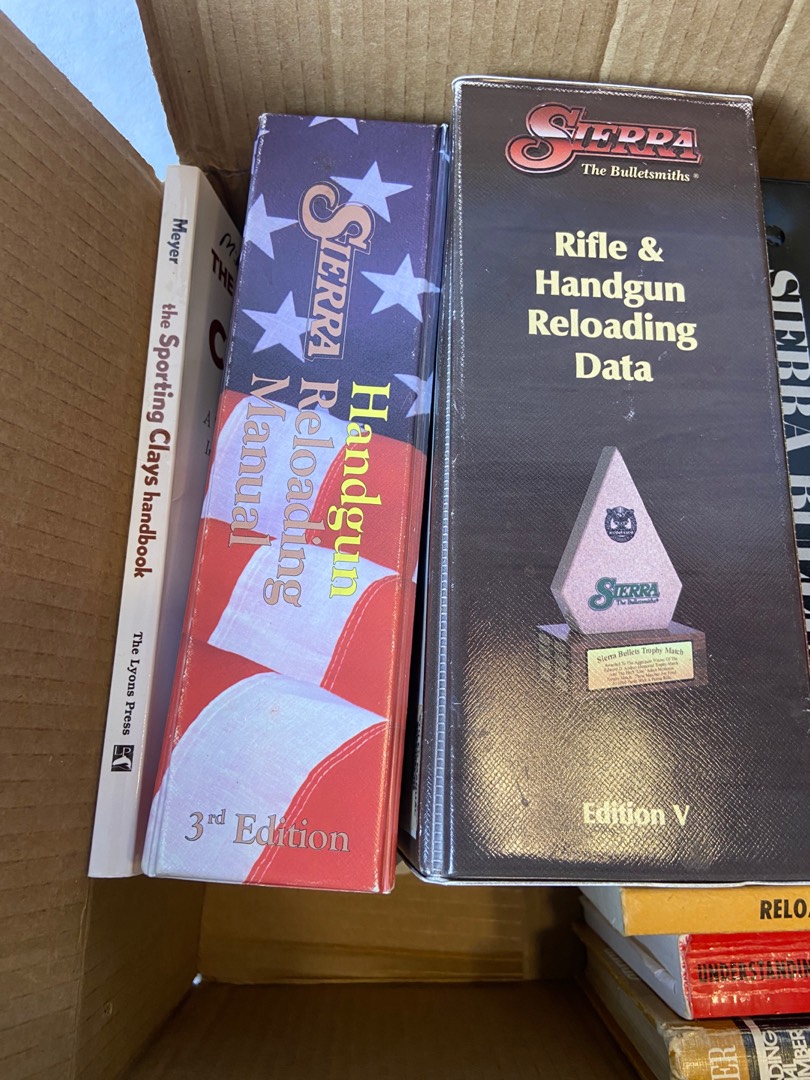 Meyer
the Sporting Clays handbook
The Lyons Press
SIERRA
Handgun
Reloading
Manual
3rd Edition
SIERRA
The Bulletsmiths®
Rifle &
Handgun
Reloading
Data
SIERRA
The Bulletsmiths®
Sierra Bullets Trophy Match
Edition V
SIERRA
RELO
UNDERSTANDIN